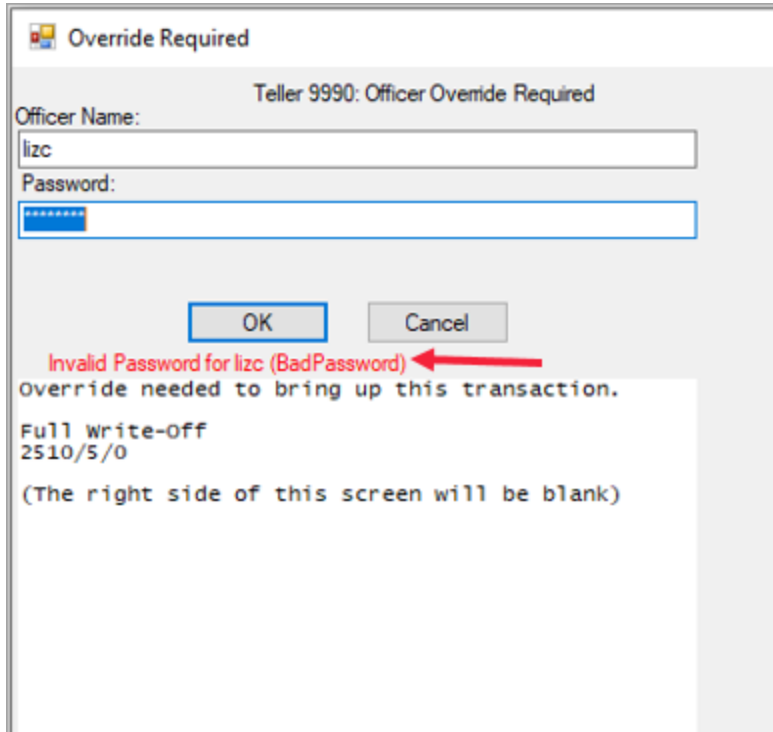 Override Required
Teller 9990: Officer Override Required
Officer Name:
lizc
Password:
********
OK
Cancel
Invalid Password for lizc (BadPassword)
Override needed to bring up this transaction.
Full Write-Off
2510/5/0
(The right side of this screen will be blank)